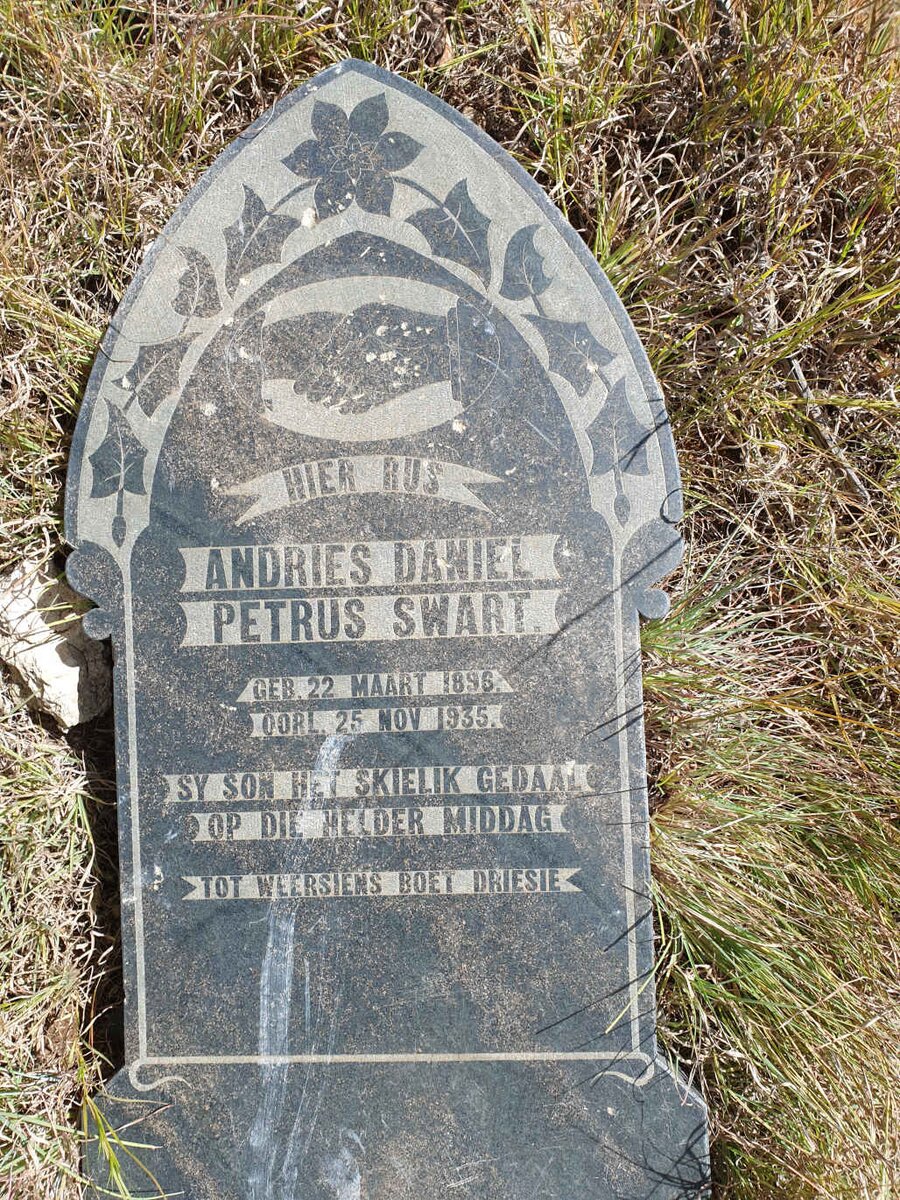 HIER RUS
ANDRIES DANIEL
PETRUS SWART.
GEB. 22 MAART 1896.
OORL. 25 NOV 1935.
SY SON HET SKIELIK GEDAAL
OP DIE HELDER MIDDAG
TOT WEERSIENS BOET DRIESIE